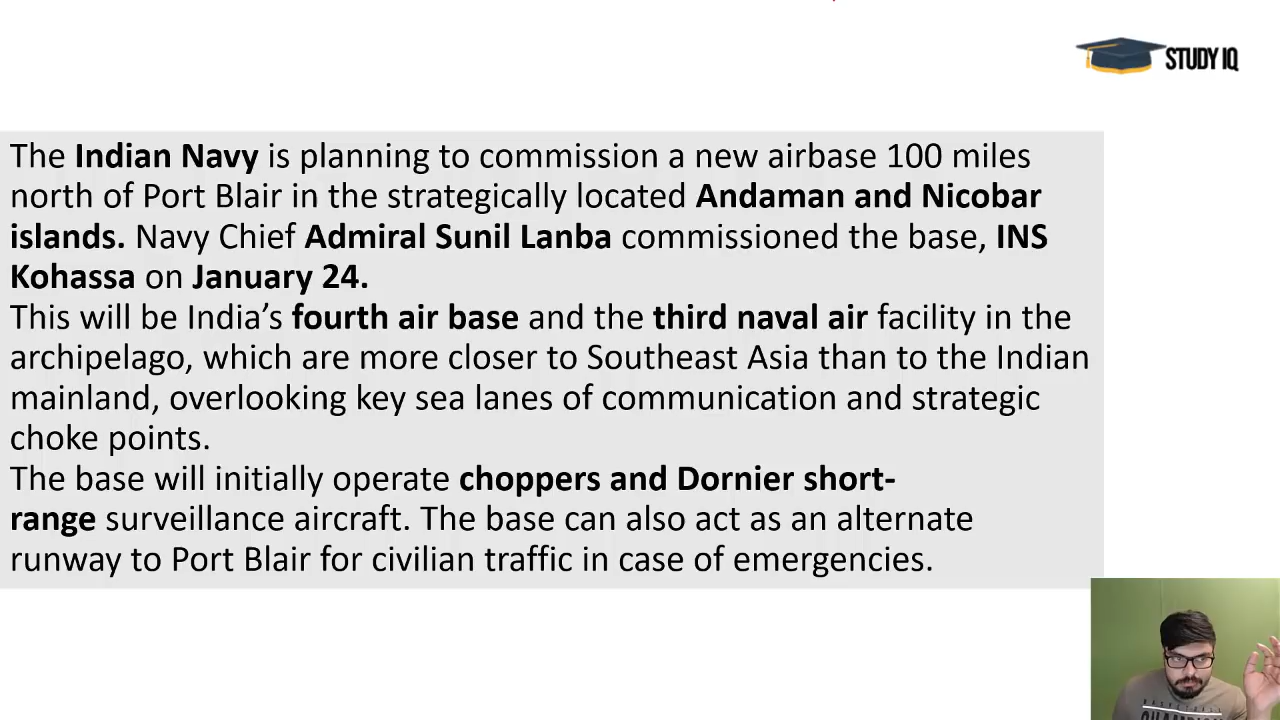 STUDY IQ
The Indian Navy is planning to commission a new airbase 100 miles
north of Port Blair in the strategically located Andaman and Nicobar
islands. Navy Chief Admiral Sunil Lanba commissioned the base, INS
Kohassa on January 24.
This will be India’s fourth air base and the third naval air facility in the
archipelago, which are more closer to Southeast Asia than to the Indian
mainland, overlooking key sea lanes of communication and strategic
choke points.
The base will initially operate choppers and Dornier short-
range surveillance aircraft. The base can also act as an alternate
runway to Port Blair for civilian traffic in case of emergencies.